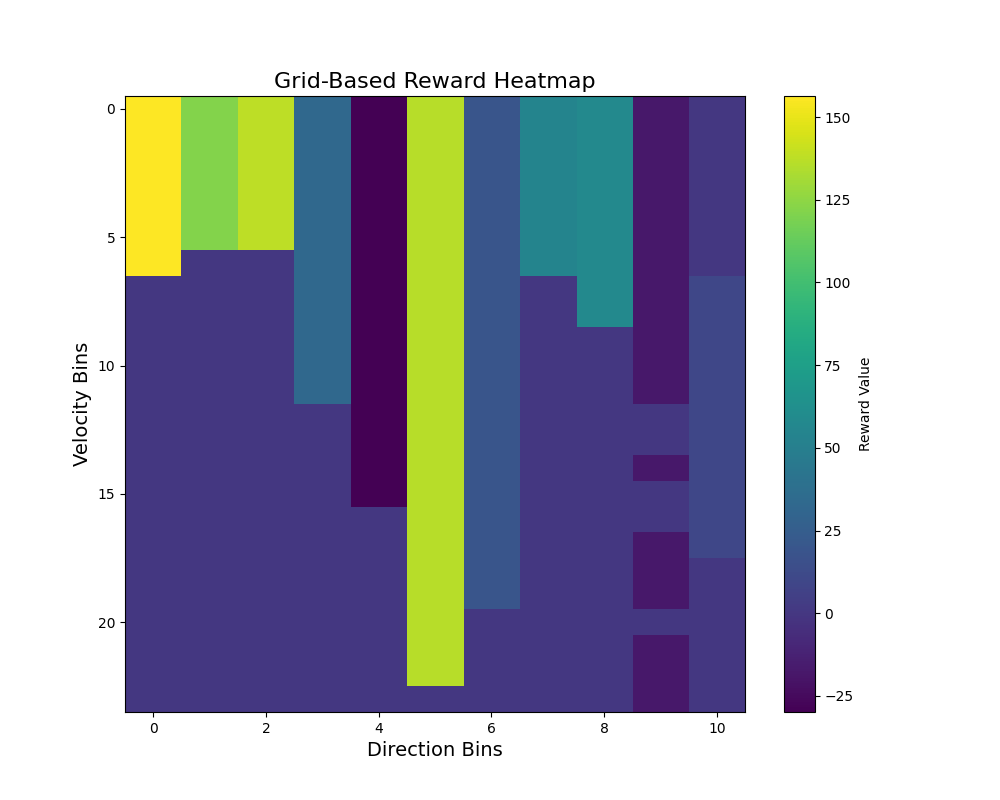 Grid-Based Reward Heatmap
Velocity Bins
0
5
10
15
20
0 2 4 6 8 10
Direction Bins
150
125
100
75
50
25
0
−25
Reward Value